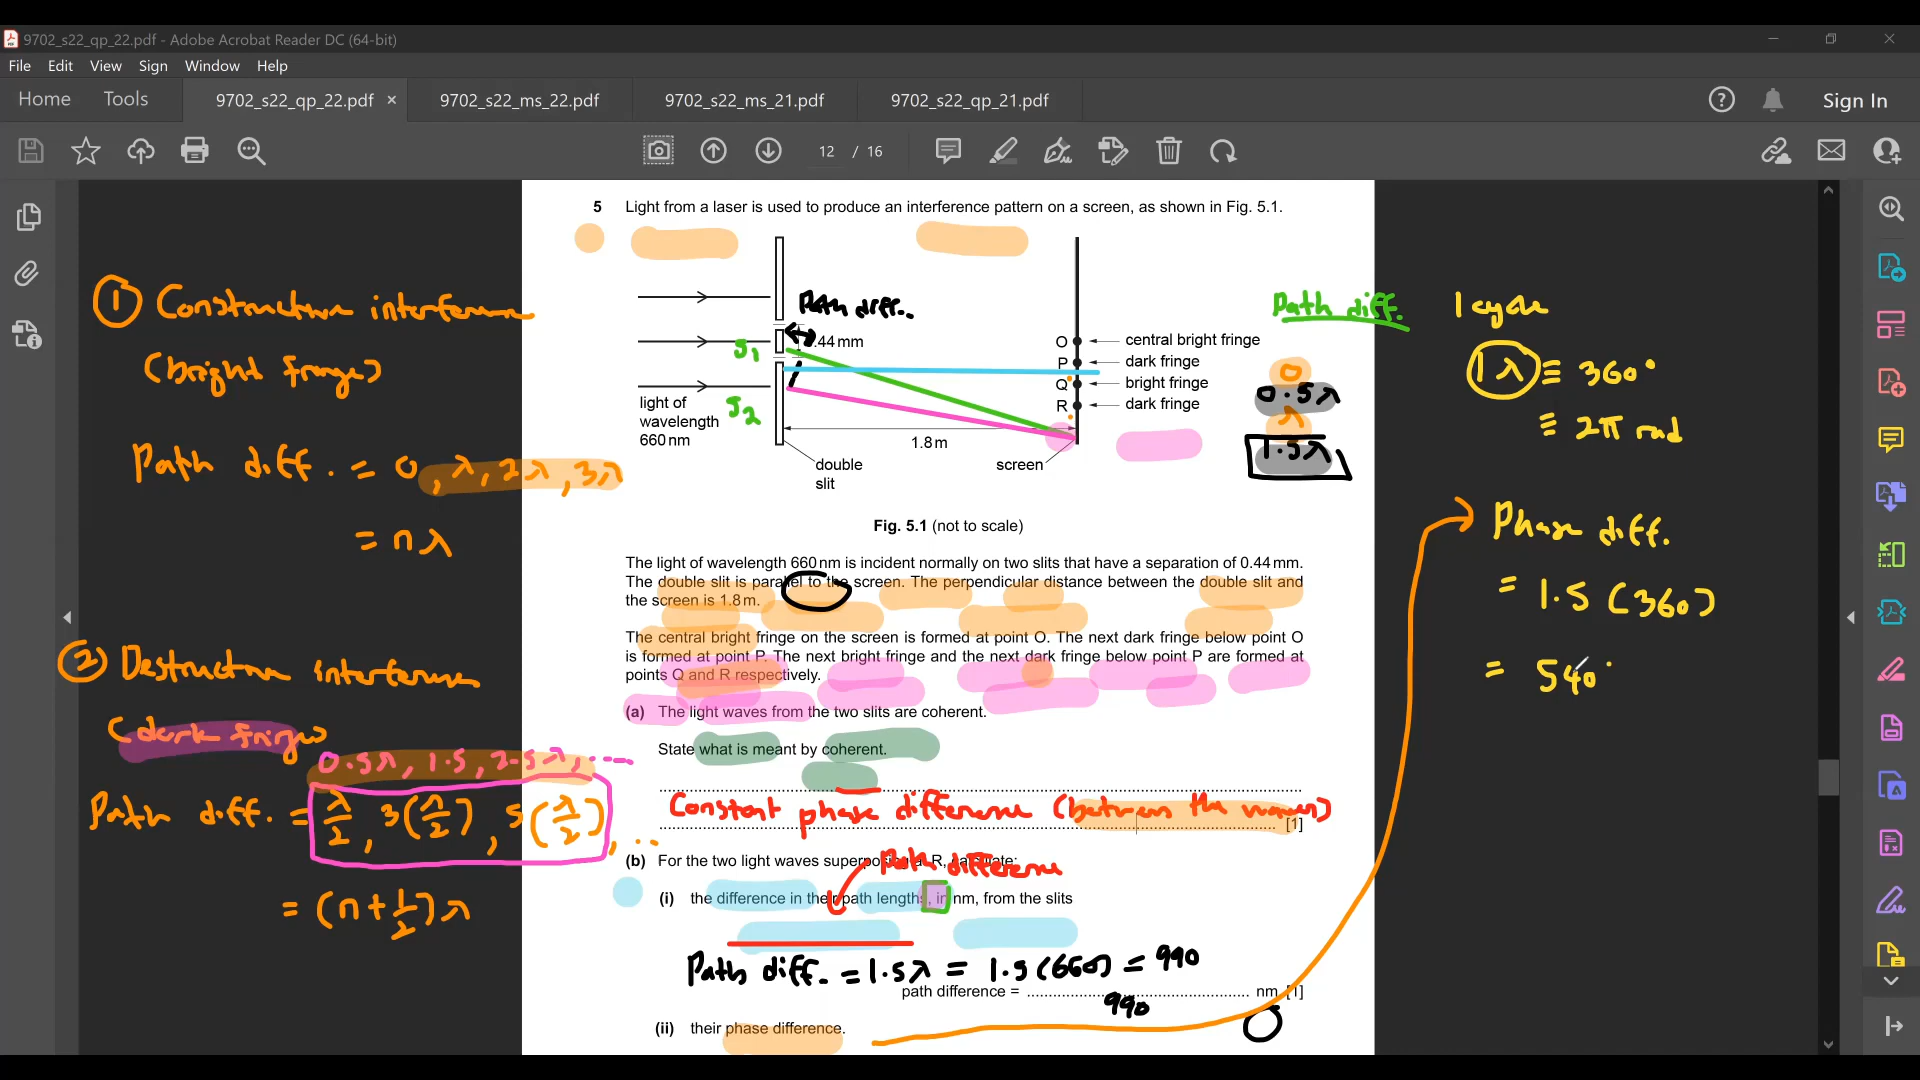 9702_s22_qp_22.pdf - Adobe Acrobat Reader DC (64-bit)
File Edit View Sign Window Help
Home Tools 9702_s22_qp_22.pdf × 9702_s22_ms_22.pdf 9702_s22_ms_21.pdf 9702_s22_qp_21.pdf Sign In
12 / 16
5 Light from a laser is used to produce an interference pattern on a screen, as shown in Fig. 5.1.
Path diff.
.44 mm
S1
S2
light of
wavelength
660 nm
O central bright fringe
P dark fringe
Q bright fringe
R dark fringe
1.8 m
double
slit
screen
Fig. 5.1 (not to scale)
Path diff.
0
0.5λ
λ
1.5λ
1 cycle
1λ ≡ 360°
≡ 2π rad
Phase diff.
= 1.5 (360)
= 540°
① Constructive interference
(bright fringe)
Path diff. = 0, λ, 2λ, 3λ
= nλ
② Destructive interference
(dark fringe)
0.5λ, 1.5, 2.5λ, ....
Path diff. = λ/2, 3(λ/2), 5(λ/2), ...
= (n + 1/2) λ
The light of wavelength 660 nm is incident normally on two slits that have a separation of 0.44 mm.
The double slit is parallel to the screen. The perpendicular distance between the double slit and
the screen is 1.8 m.
The central bright fringe on the screen is formed at point O. The next dark fringe below point O
is formed at point P. The next bright fringe and the next dark fringe below point P are formed at
points Q and R respectively.
(a) The light waves from the two slits are coherent.
State what is meant by coherent.
Constant phase difference (between the waves)
[1]
(b) For the two light waves superposing at R, calculate:
Path difference
(i) the difference in their path lengths, in nm, from the slits
Path diff. = 1.5λ = 1.5(660) = 990
path difference = 990 nm [1]
(ii) their phase difference.